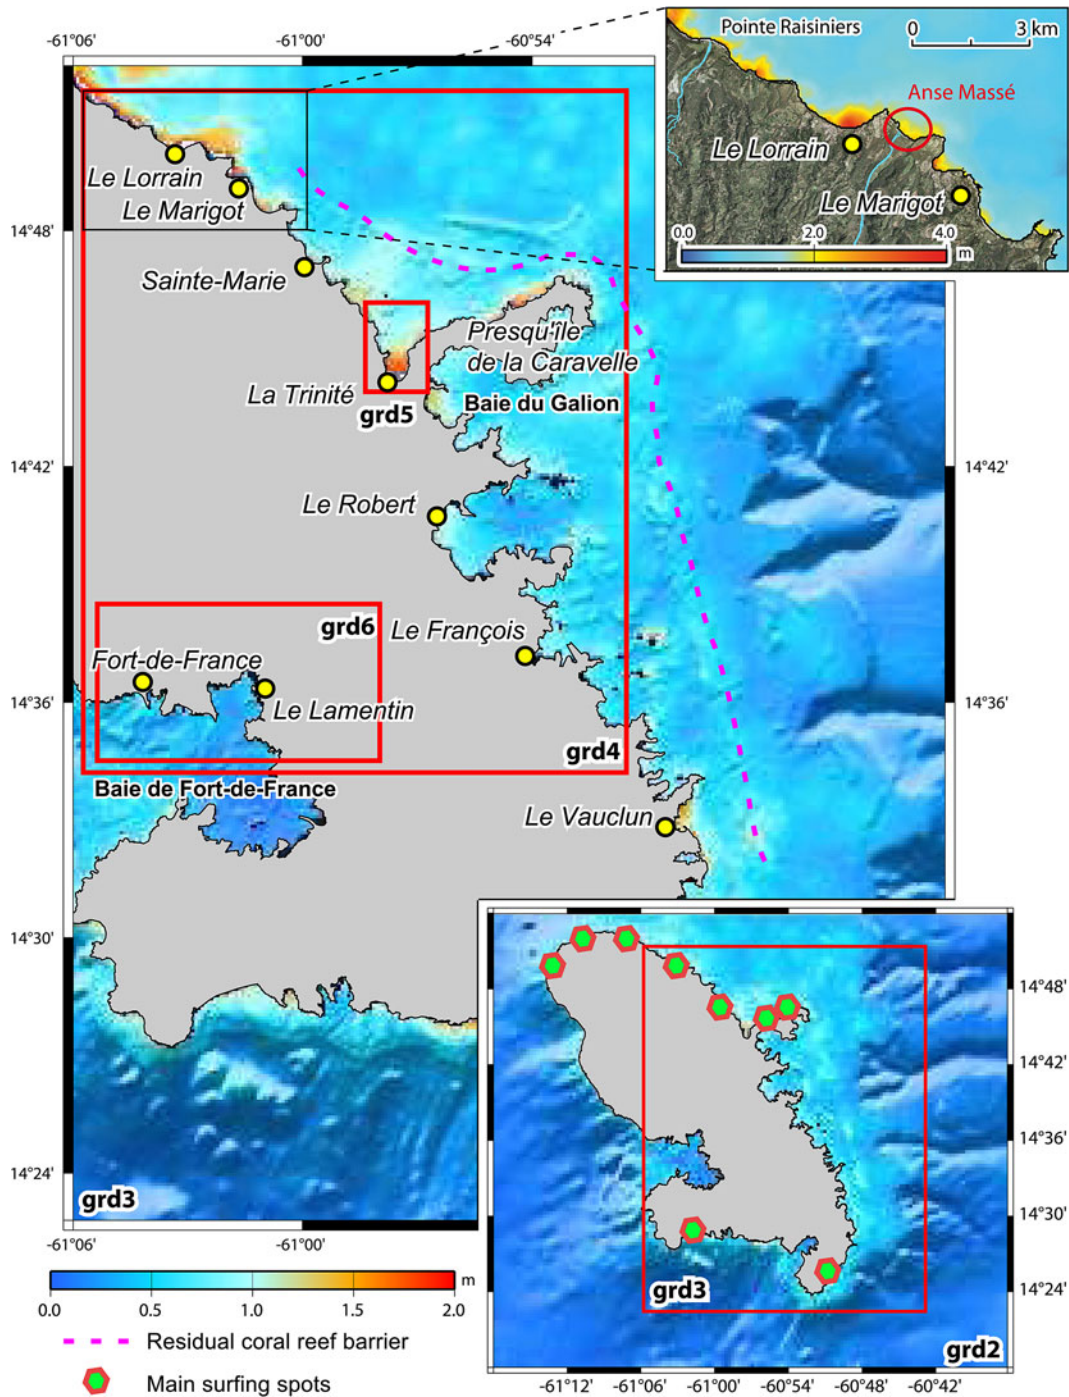 -61°06'
-61°00'
-60°54'
Pointe Raisiniers
0
3 km
Anse Massé
Le Lorrain
Le Marigot
0.0
2.0
4.0
m
Le Lorrain
Le Marigot
14°48'
Sainte-Marie
Presqu'île
de la Caravelle
La Trinité
grd5
Baie du Galion
14°42'
14°42'
Le Robert
grd6
Le François
Fort-de-France
14°36'
14°36'
Le Lamentin
grd4
Baie de Fort-de-France
Le Vauclun
14°30'
14°48'
14°42'
14°24'
14°36'
grd3
14°30'
-61°06'
-61°00'
14°24'
grd3
m
0.0
0.5
1.0
1.5
2.0
Residual coral reef barrier
grd2
Main surfing spots
-61°12'
-61°06'
-61°00'
-60°54'
-60°48'
-60°42'